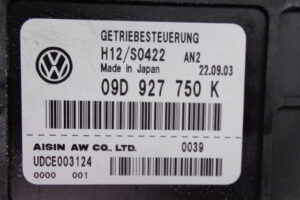 GETRIEBESTEUERUNG
H12/S0422 AN2
Made in Japan 22.09.03
09D 927 750 K
AISIN AW CO., LTD. 0039
UDCE003124
0000 001